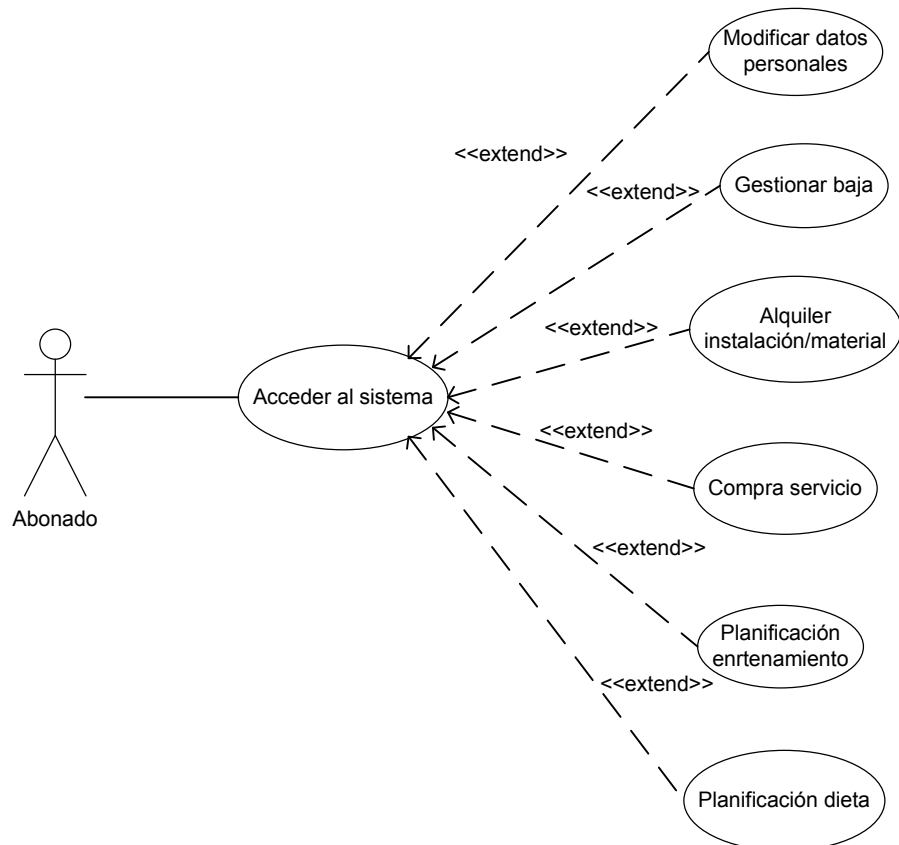 Modificar datos
personales
<<extend>>
<<extend>>
Gestionar baja
Alquiler
instalación/material
<<extend>>
Acceder al sistema
<<extend>>
Compra servicio
Abonado
<<extend>>
Planificación
enrtenamiento
<<extend>>
Planificación dieta